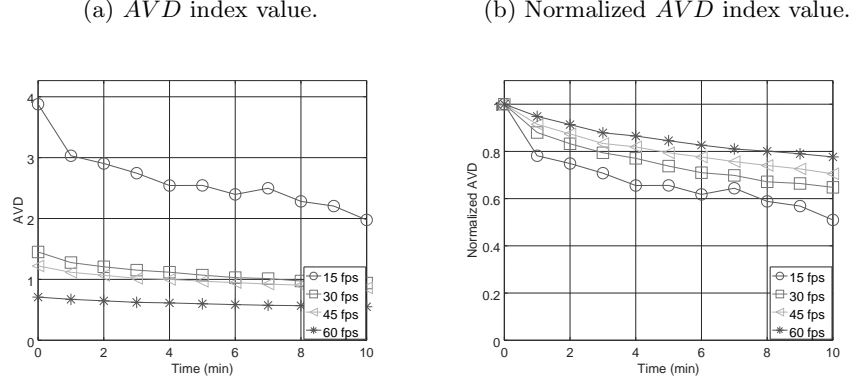 (a) AVD index value.
(b) Normalized AVD index value.
4
3
2
1
0
AVD
0 2 4 6 8 10
Time (min)
15 fps
30 fps
45 fps
60 fps
1
0.8
0.6
0.4
0.2
0
Normalized AVD
0 2 4 6 8 10
Time (min)
15 fps
30 fps
45 fps
60 fps